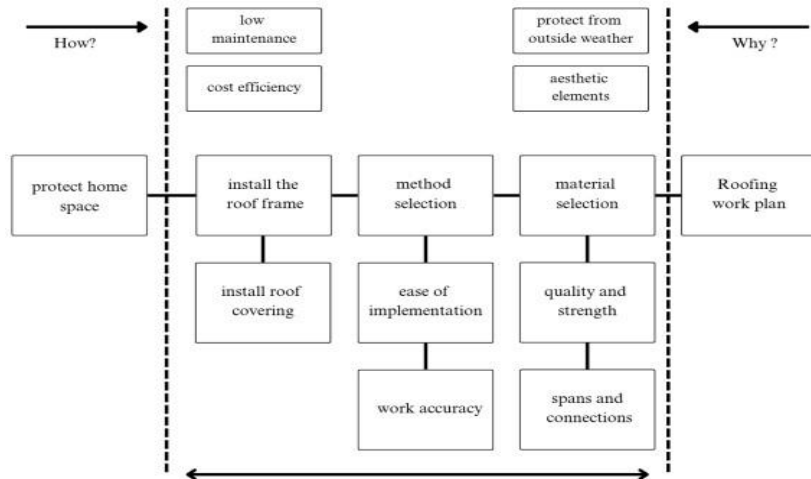 How?
low
maintenance
cost efficiency
protect from
outside weather
aesthetic
elements
Why ?
protect home
space
install the
roof frame
method
selection
material
selection
Roofing
work plan
install roof
covering
ease of
implementation
quality and
strength
work accuracy
spans and
connections